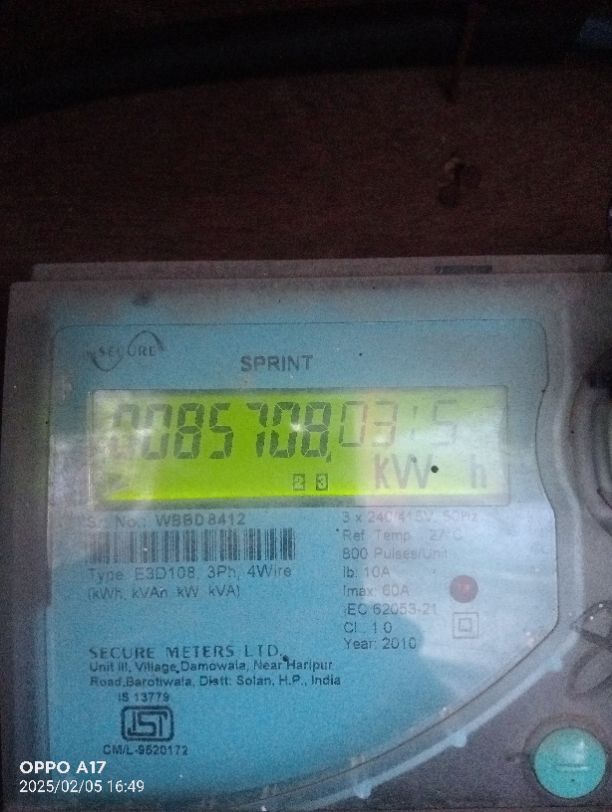 SECURE
SPRINT
0085708.0315
kW h
2 3
Sr. No.: WBBD8412
3 x 240/415V, 50Hz
Ref. Temp.: 27°C
800 Pulses/Unit
Type: E3D108, 3Ph, 4Wire
Ib: 10A
(kWh, kVAh, kW, kVA)
Imax: 60A
IEC 62053-21
Cl.: 1.0
Year: 2010
SECURE METERS LTD.
Unit III, Village Damowala, Near Haripur
Road, Barotiwala, Distt: Solan, H.P., India
IS 13779
CM/L-9520172
OPPO A17
2025/02/05 16:49